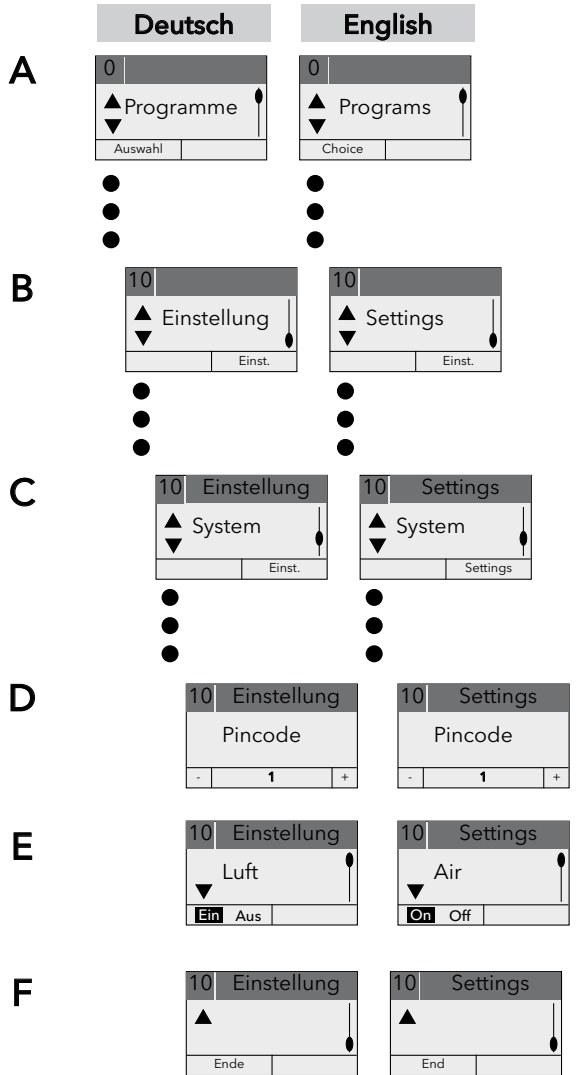 Deutsch English
A
0 0
Programme Programs
Auswahl Choice
B
10 10
Einstellung Settings
Einst. Einst.
C
10 Einstellung 10 Settings
System System
Einst. Settings
D
10 Einstellung 10 Settings
Pincode Pincode
- 1 + - 1 +
E
10 Einstellung 10 Settings
Luft Air
Ein Aus On Off
F
10 Einstellung 10 Settings
Ende End